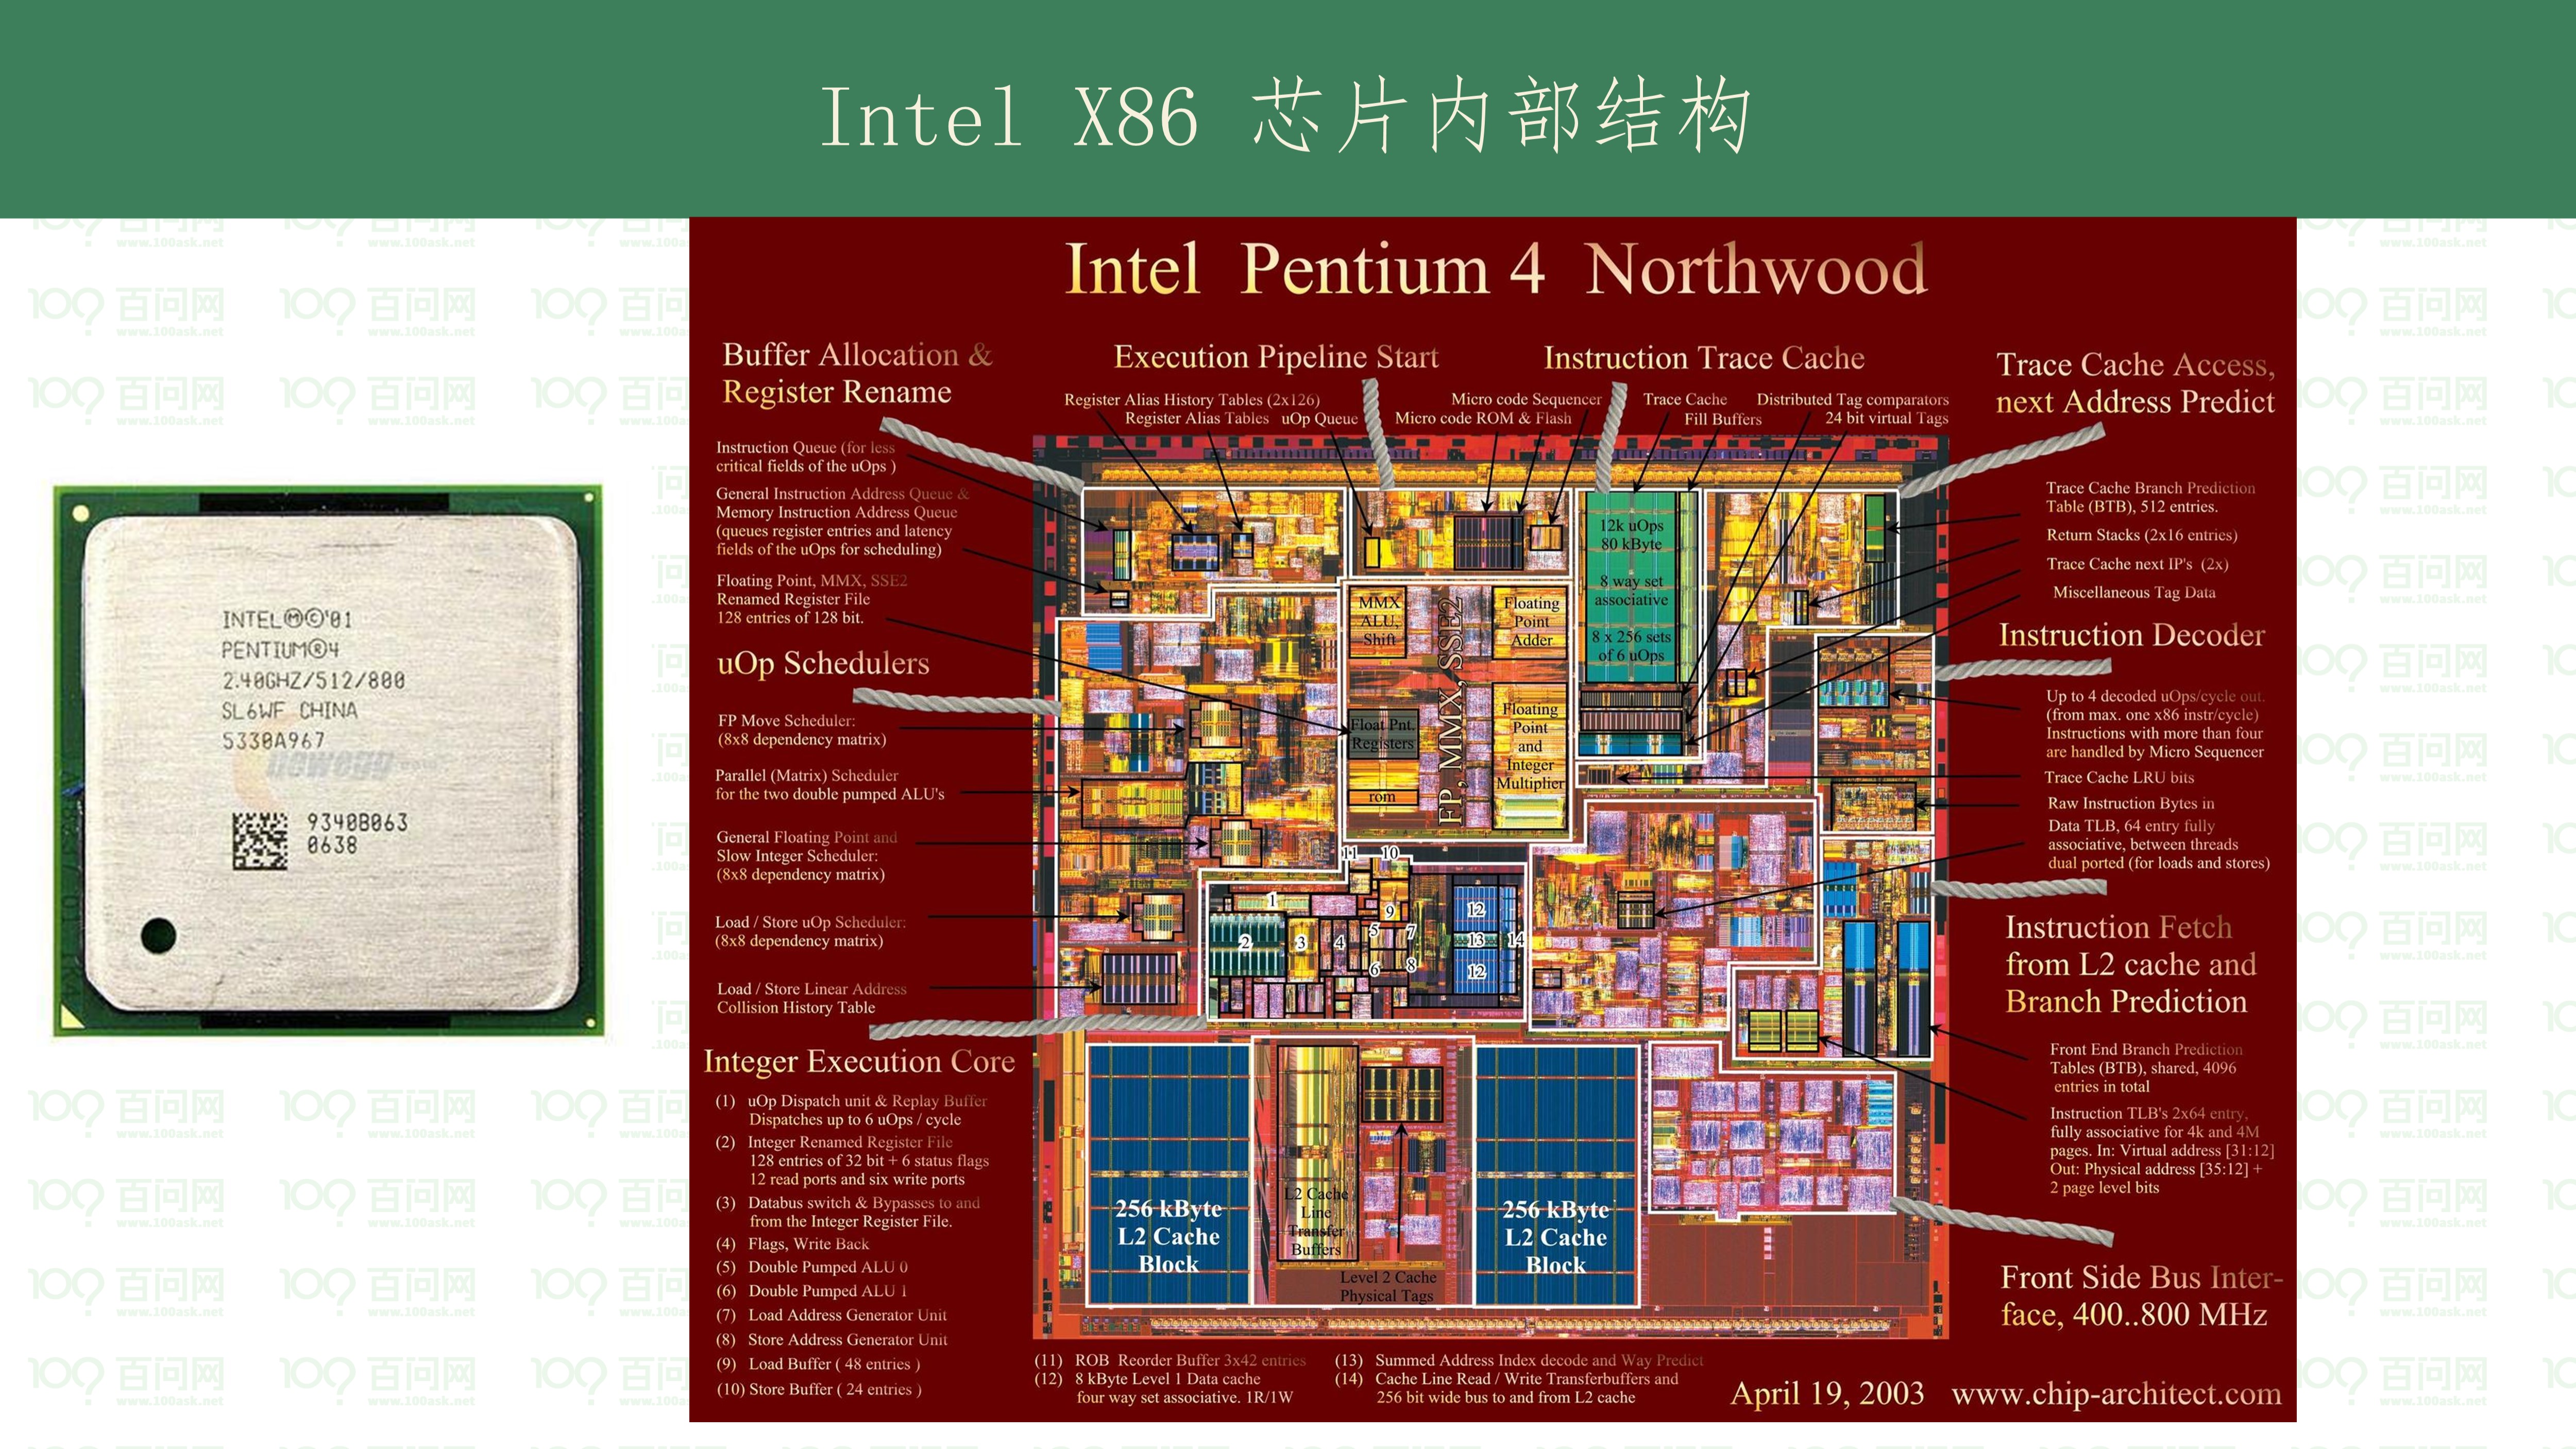 Intel X86 芯片内部结构
INTEL Ⓜ©'01
PENTIUM®4
2.40GHZ/512/800
SL6WF CHINA
5330A967
newegg
9340B063
0638
Intel Pentium 4 Northwood
Buffer Allocation &
Register Rename
Instruction Queue (for less
critical fields of the uOps )
General Instruction Address Queue &
Memory Instruction Address Queue
(queues register entries and latency
fields of the uOps for scheduling)
Floating Point, MMX, SSE2
Renamed Register File
128 entries of 128 bit.
uOp Schedulers
FP Move Scheduler:
(8x8 dependency matrix)
Parallel (Matrix) Scheduler
for the two double pumped ALU's
General Floating Point and
Slow Integer Scheduler:
(8x8 dependency matrix)
Load / Store uOp Scheduler:
(8x8 dependency matrix)
Load / Store Linear Address
Collision History Table
Integer Execution Core
(1) uOp Dispatch unit & Replay Buffer
Dispatches up to 6 uOps / cycle
(2) Integer Renamed Register File
128 entries of 32 bit + 6 status flags
12 read ports and six write ports
(3) Databus switch & Bypasses to and
from the Integer Register File.
(4) Flags, Write Back
(5) Double Pumped ALU 0
(6) Double Pumped ALU 1
(7) Load Address Generator Unit
(8) Store Address Generator Unit
(9) Load Buffer ( 48 entries )
(10) Store Buffer ( 24 entries )
Execution Pipeline Start
Register Alias History Tables (2x126)
Register Alias Tables
uOp Queue
Micro code Sequencer
Micro code ROM & Flash
Instruction Trace Cache
Trace Cache
Fill Buffers
Distributed Tag comparators
24 bit virtual Tags
12k uOps
80 kByte
8 way set
associative
8 x 256 sets
of 6 uOps
MMX
ALU,
Shift
FP, MMX, SSE2
Floating
Point
Adder
Float Pnt.
Registers
rom
Floating
Point
and
Integer
Multiplier
11
10
1
2
3
4
5
6
7
8
9
12
13
14
12
256 kByte
L2 Cache
Block
L2 Cache
Line
Transfer
Buffers
Level 2 Cache
Physical Tags
256 kByte
L2 Cache
Block
(11) ROB Reorder Buffer 3x42 entries
(12) 8 kByte Level 1 Data cache
four way set associative. 1R/1W
(13) Summed Address Index decode and Way Predict
(14) Cache Line Read / Write Transferbuffers and
256 bit wide bus to and from L2 cache
Trace Cache Access,
next Address Predict
Trace Cache Branch Prediction
Table (BTB), 512 entries.
Return Stacks (2x16 entries)
Trace Cache next IP's (2x)
Miscellaneous Tag Data
Instruction Decoder
Up to 4 decoded uOps/cycle out.
(from max. one x86 instr/cycle)
Instructions with more than four
are handled by Micro Sequencer
Trace Cache LRU bits
Raw Instruction Bytes in
Data TLB, 64 entry fully
associative, between threads
dual ported (for loads and stores)
Instruction Fetch
from L2 cache and
Branch Prediction
Front End Branch Prediction
Tables (BTB), shared, 4096
entries in total
Instruction TLB's 2x64 entry,
fully associative for 4k and 4M
pages. In: Virtual address [31:12]
Out: Physical address [35:12] +
2 page level bits
Front Side Bus Inter-
face, 400..800 MHz
April 19, 2003 www.chip-architect.com
百问网
www.100ask.net